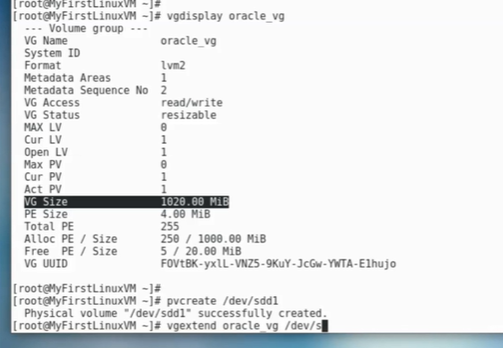 [root@MyFirstLinuxVM ~]#
[root@MyFirstLinuxVM ~]# vgdisplay oracle_vg
--- Volume group ---
VG Name oracle_vg
System ID
Format lvm2
Metadata Areas 1
Metadata Sequence No 2
VG Access read/write
VG Status resizable
MAX LV 0
Cur LV 1
Open LV 1
Max PV 0
Cur PV 1
Act PV 1
VG Size 1020.00 MiB
PE Size 4.00 MiB
Total PE 255
Alloc PE / Size 250 / 1000.00 MiB
Free PE / Size 5 / 20.00 MiB
VG UUID FOVtBK-yxlL-VNZ5-9KuY-JcGw-YWTA-E1hujo
[root@MyFirstLinuxVM ~]#
[root@MyFirstLinuxVM ~]# pvcreate /dev/sdd1
Physical volume "/dev/sdd1" successfully created.
[root@MyFirstLinuxVM ~]# vgextend oracle_vg /dev/s